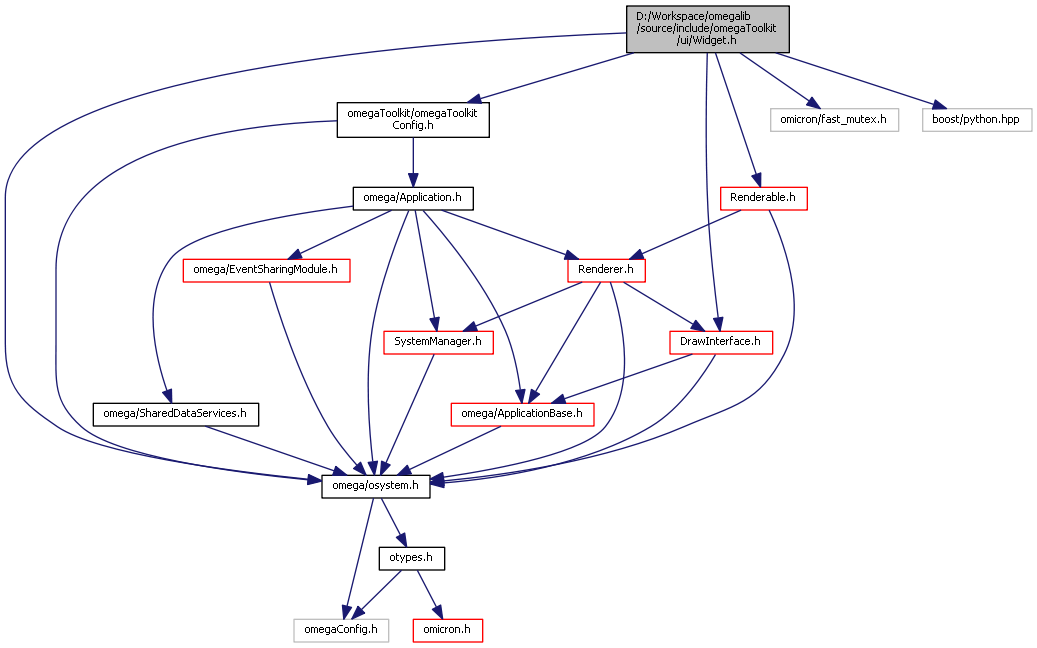 D:/Workspace/omegalib
/source/include/omegaToolkit
/ui/Widget.h
omegaToolkit/omegaToolkit
Config.h
omicron/fast_mutex.h
boost/python.hpp
omega/Application.h
Renderable.h
omega/EventSharingModule.h
Renderer.h
SystemManager.h
DrawInterface.h
omega/SharedDataServices.h
omega/ApplicationBase.h
omega/osystem.h
otypes.h
omegaConfig.h
omicron.h